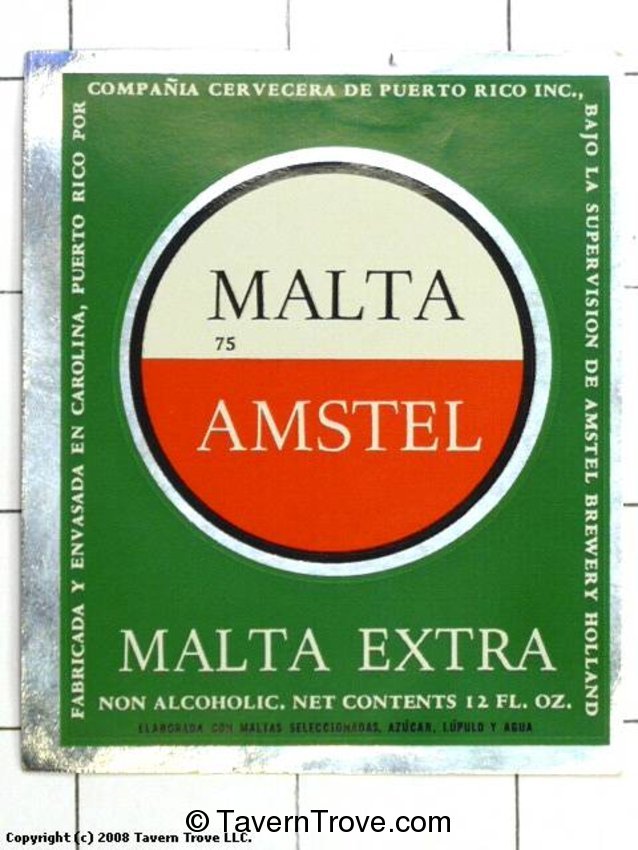 FABRICADA Y ENVASADA EN CAROLINA, PUERTO RICO POR
COMPAÑIA CERVECERA DE PUERTO RICO INC.,
BAJO LA SUPERVISION DE AMSTEL BREWERY HOLLAND
MALTA
75
AMSTEL
MALTA EXTRA
NON ALCOHOLIC. NET CONTENTS 12 FL. OZ.
ELABORADA CON MALTAS SELECCIONADAS, AZÚCAR, LÚPULO Y AGUA
© TavernTrove.com
Copyright (c) 2008 Tavern Trove LLC.